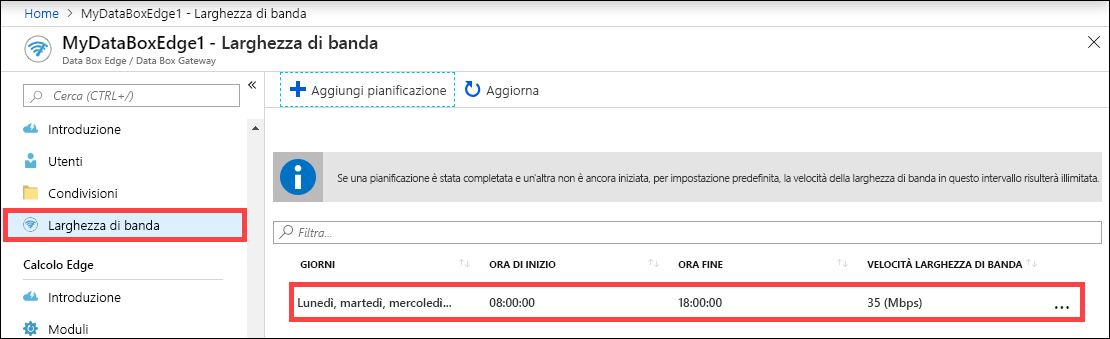 Home > MyDataBoxEdge1 - Larghezza di banda
MyDataBoxEdge1 - Larghezza di banda
Data Box Edge / Data Box Gateway
Cerca (CTRL+/)
Introduzione
Utenti
Condivisioni
Larghezza di banda
Calcolo Edge
Introduzione
Moduli
Aggiungi pianificazione Aggiorna
Se una pianificazione è stata completata e un'altra non è ancora iniziata, per impostazione predefinita, la velocità della larghezza di banda in questo intervallo risulterà illimitata.
Filtra...
GIORNI ORA DI INIZIO ORA FINE VELOCITÀ LARGHEZZA DI BANDA
Lunedì, martedì, mercoledì... 08:00:00 18:00:00 35 (Mbps) ...